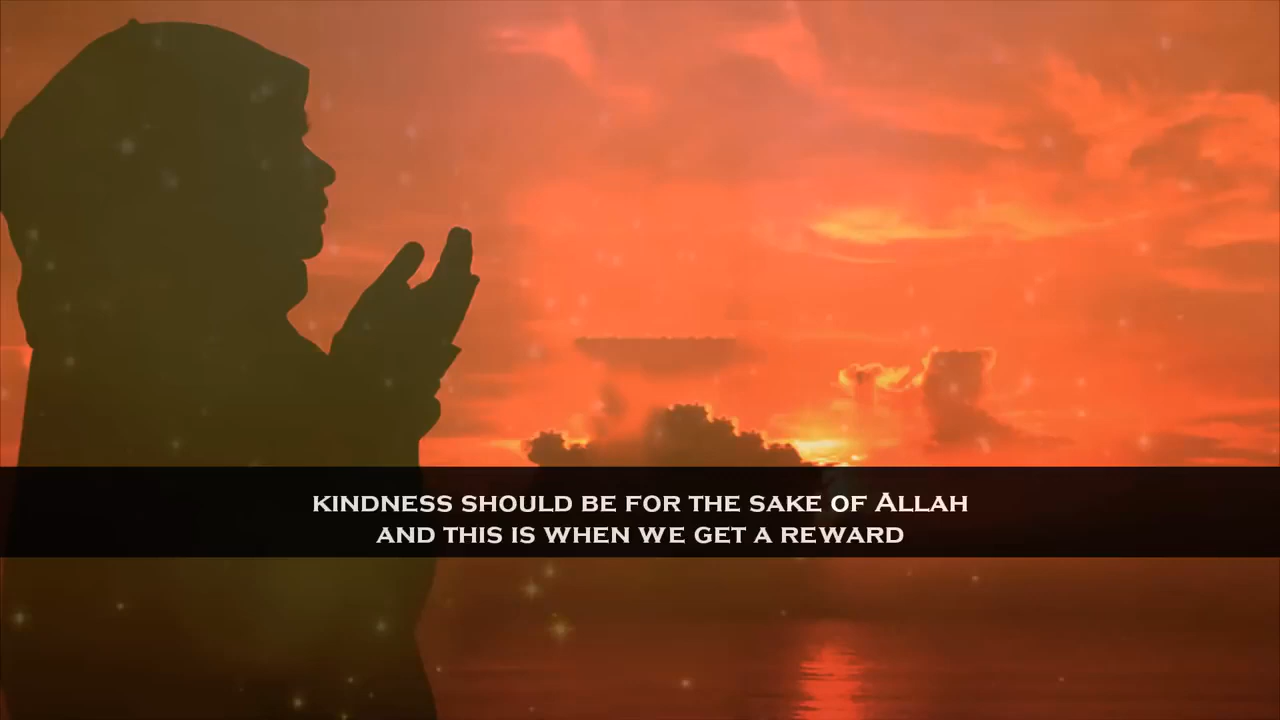 KINDNESS SHOULD BE FOR THE SAKE OF ALLAH
AND THIS IS WHEN WE GET A REWARD